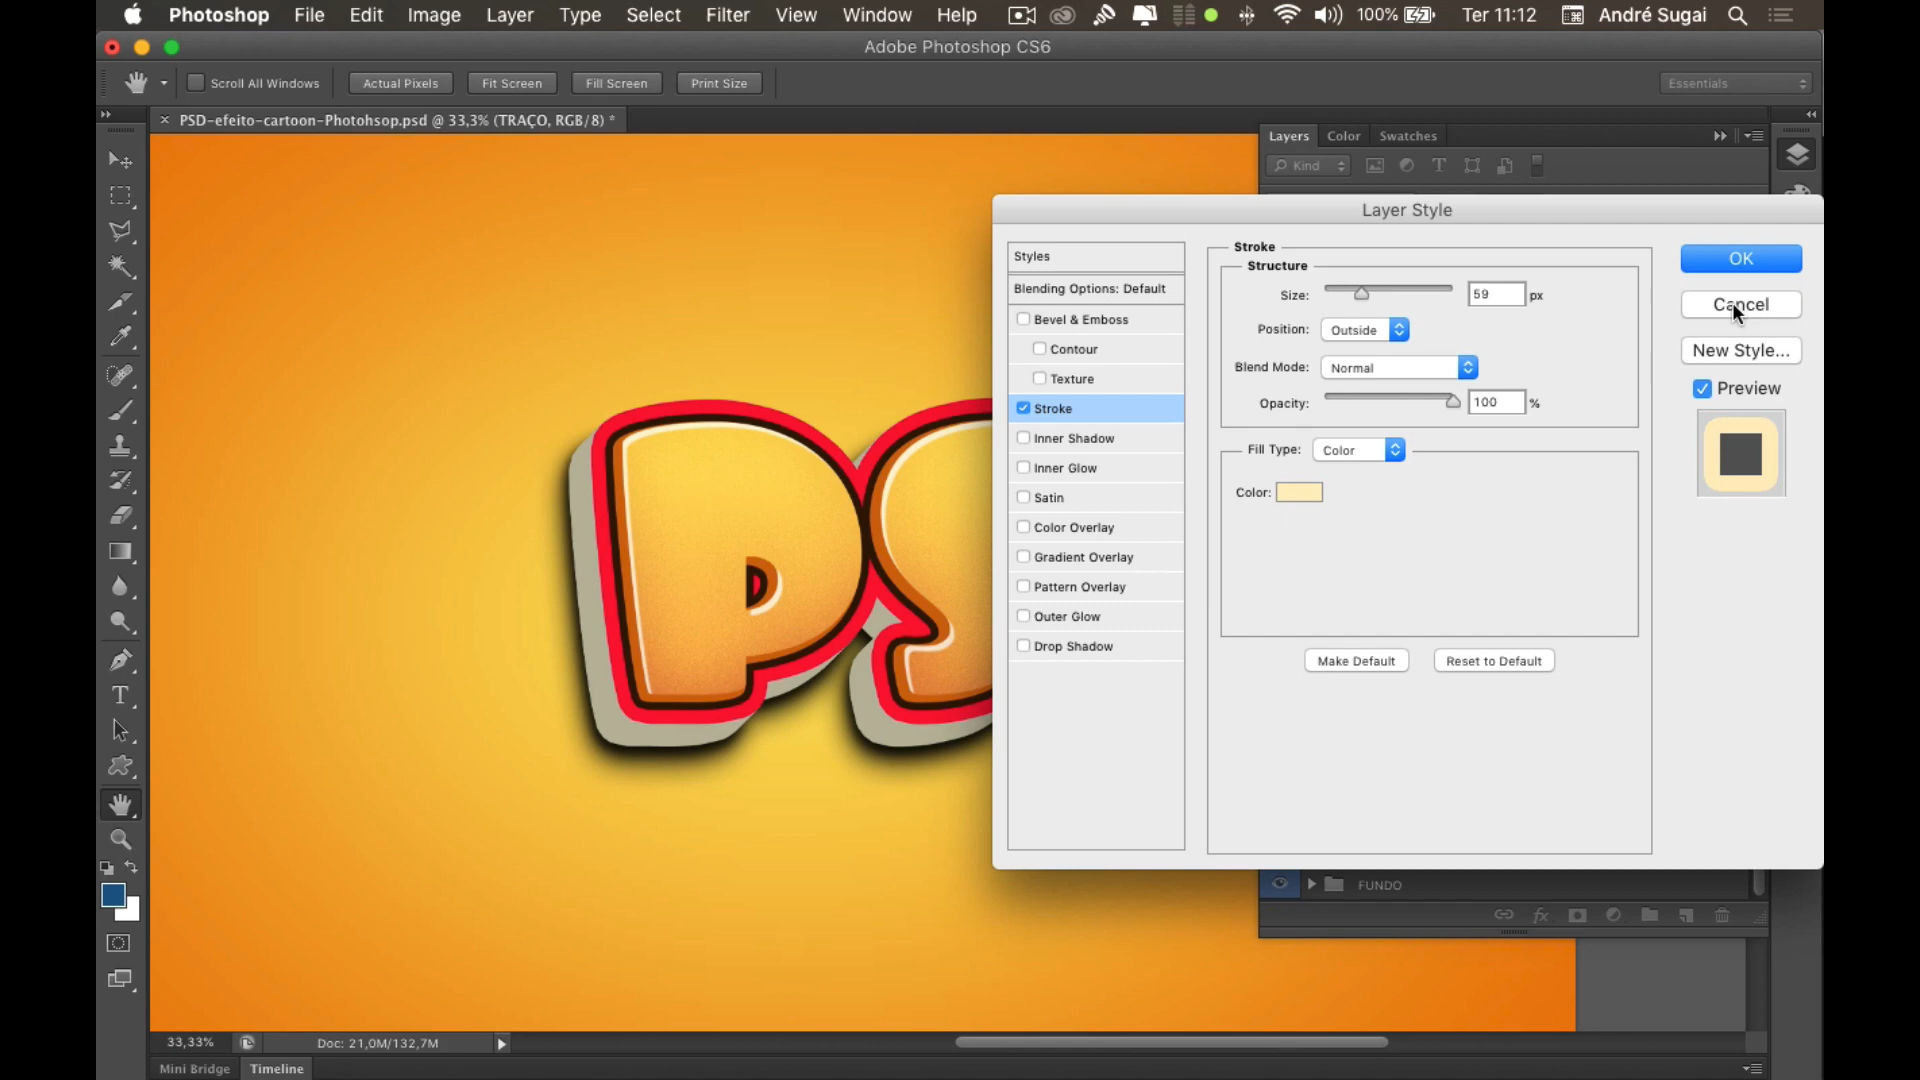 Photoshop File Edit Image Layer Type Select Filter View Window Help 100% Ter 11:12 André Sugai
Adobe Photoshop CS6
Scroll All Windows Actual Pixels Fit Screen Fill Screen Print Size Essentials
PSD-efeito-cartoon-Photohsop.psd @ 33,3% (TRAÇO, RGB/8) *
Layers Color Swatches
Kind
Layer Style
Styles
Blending Options: Default
Bevel & Emboss
Contour
Texture
Stroke
Inner Shadow
Inner Glow
Satin
Color Overlay
Gradient Overlay
Pattern Overlay
Outer Glow
Drop Shadow
Stroke
Structure
Size: 59 px
Position: Outside
Blend Mode: Normal
Opacity: 100 %
Fill Type: Color
Color:
Make Default Reset to Default
OK
Cancel
New Style...
Preview
PS
FUNDO
33,33% Doc: 21,0M/132,7M
Mini Bridge Timeline